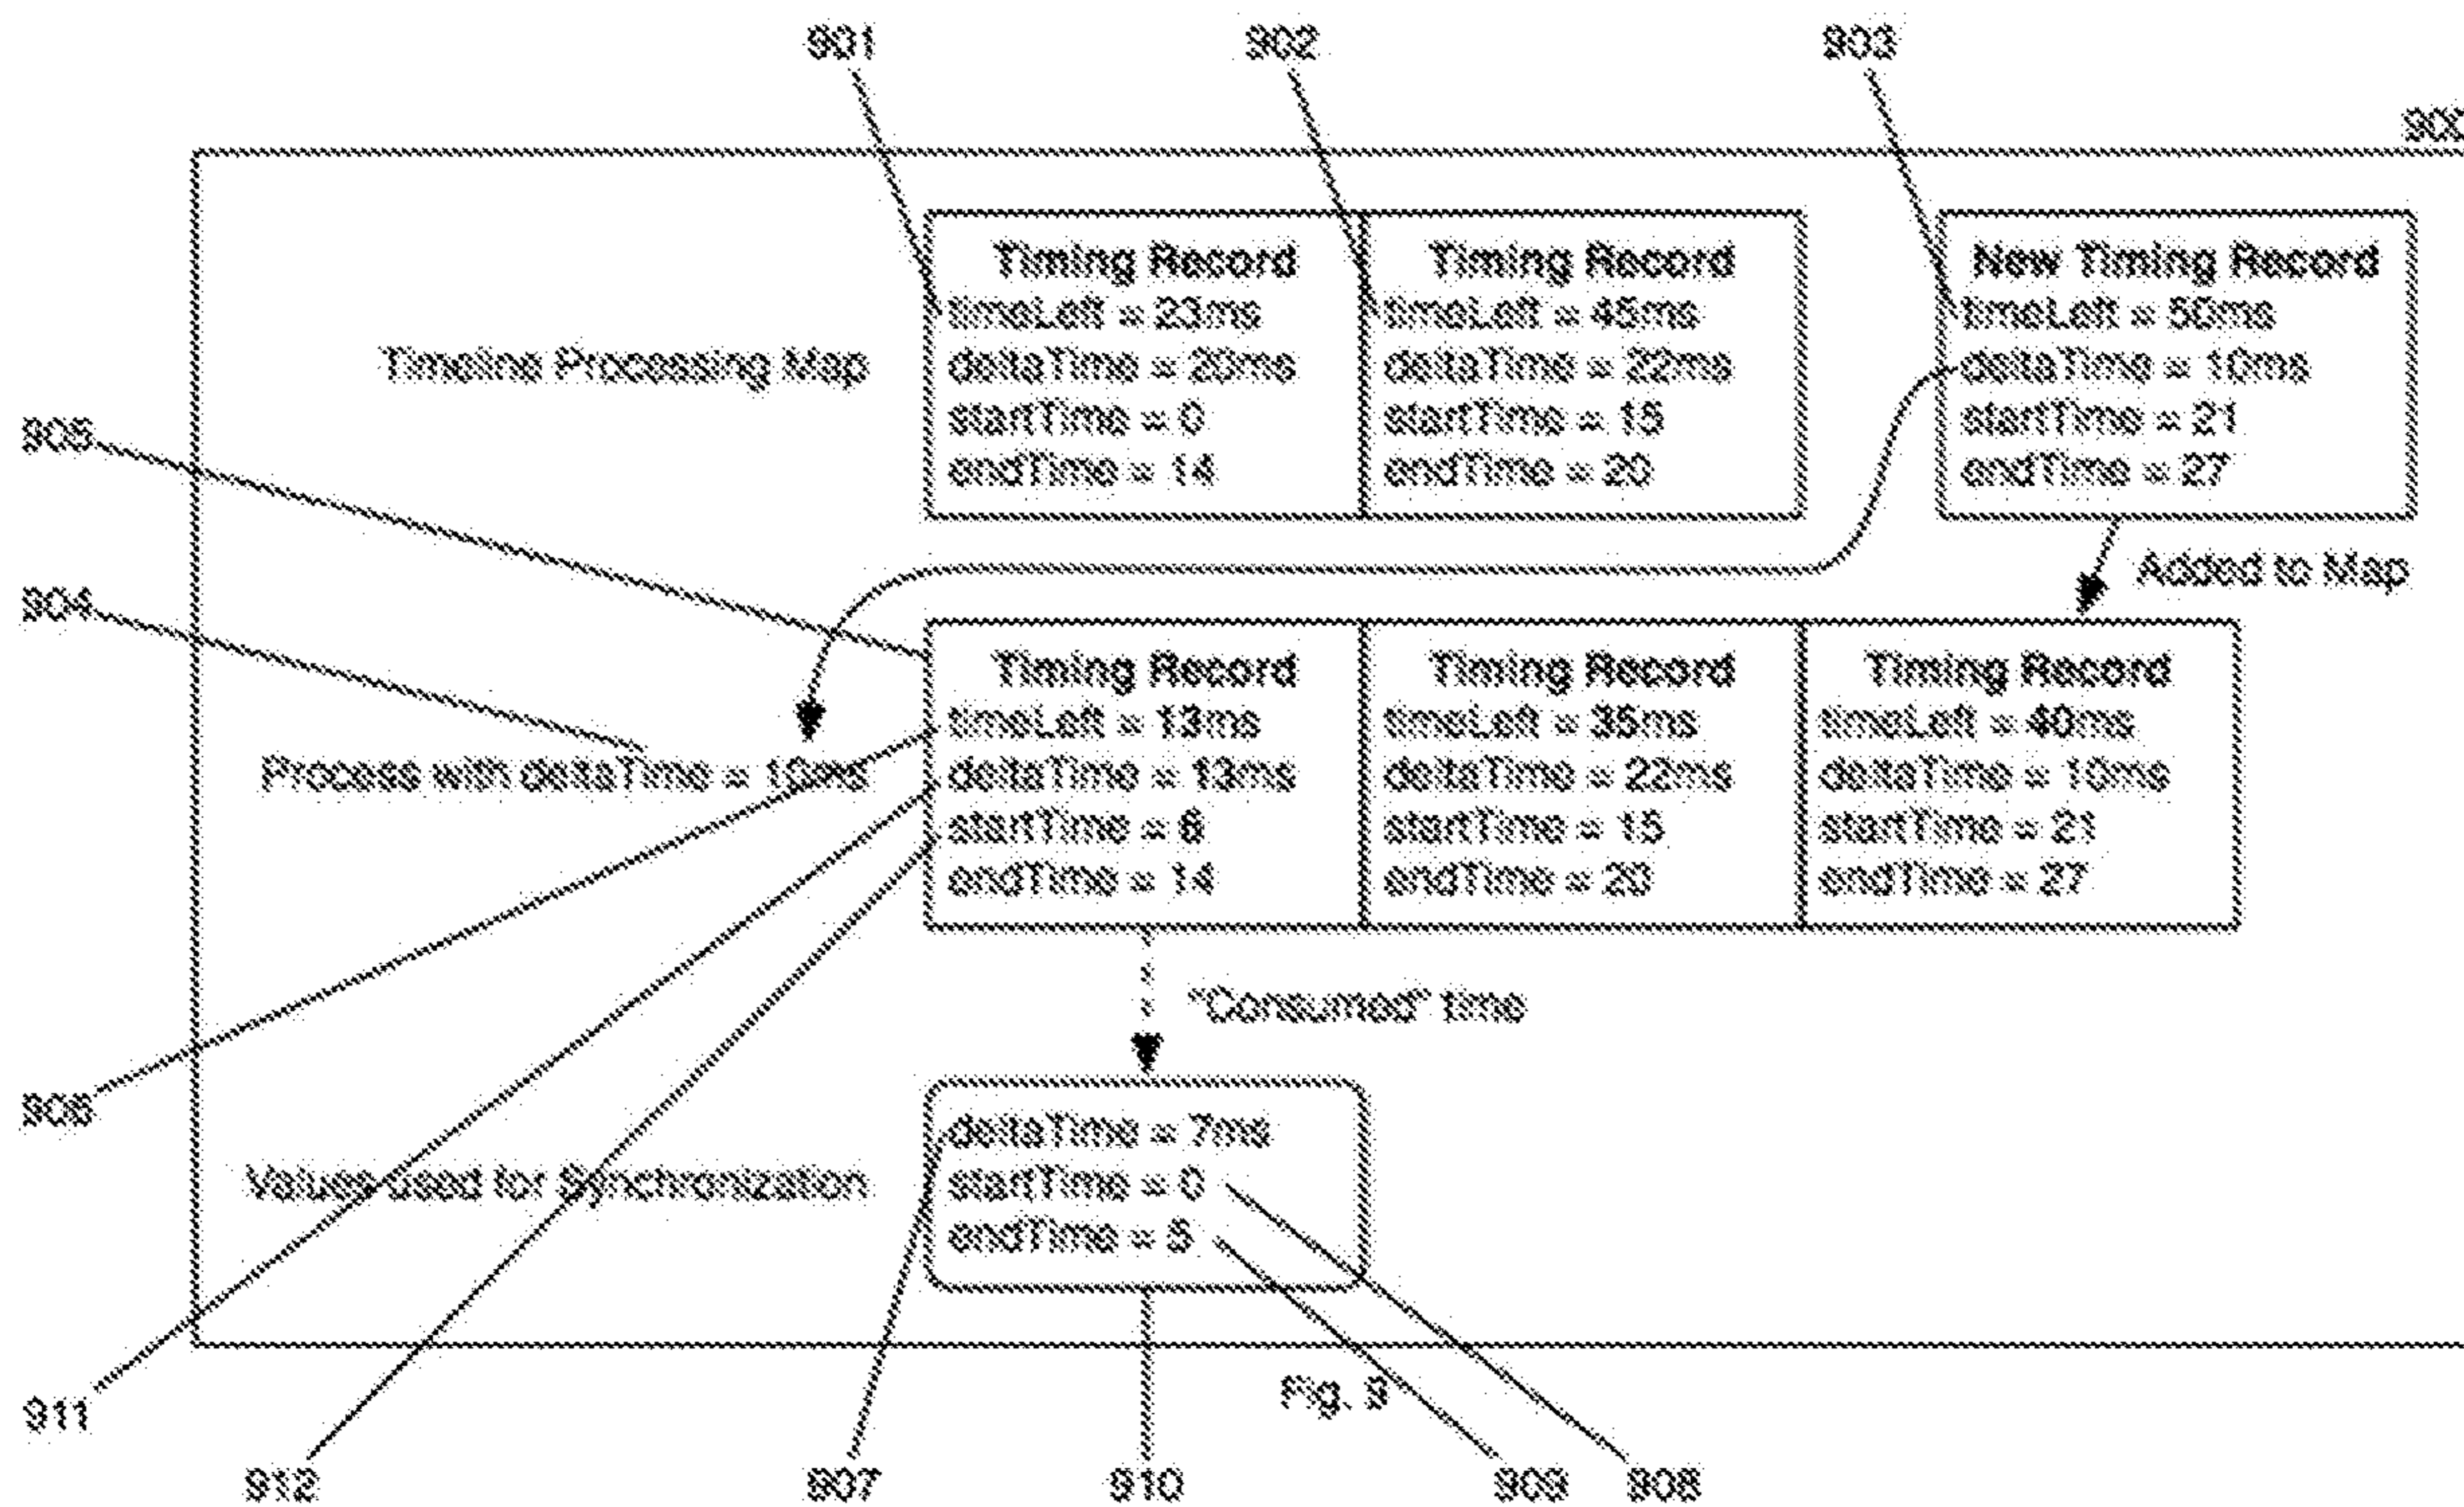 901
902
903
900
Timing Record
timeLeft = 23ms
deltaTime = 20ms
startTime = 0
endTime = 14
Timing Record
timeLeft = 45ms
deltaTime = 22ms
startTime = 15
endTime = 20
New Timing Record
timeLeft = 50ms
deltaTime = 10ms
startTime = 21
endTime = 27
Timeline Processing Map
905
904
Added to Map
Process with deltaTime = 10ms
Timing Record
timeLeft = 13ms
deltaTime = 13ms
startTime = 6
endTime = 14
Timing Record
timeLeft = 35ms
deltaTime = 22ms
startTime = 15
endTime = 20
Timing Record
timeLeft = 40ms
deltaTime = 10ms
startTime = 21
endTime = 27
"Consumed" time
906
Values used for Synchronization
deltaTime = 7ms
startTime = 0
endTime = 5
Fig. 9
911
912
907
910
909
908